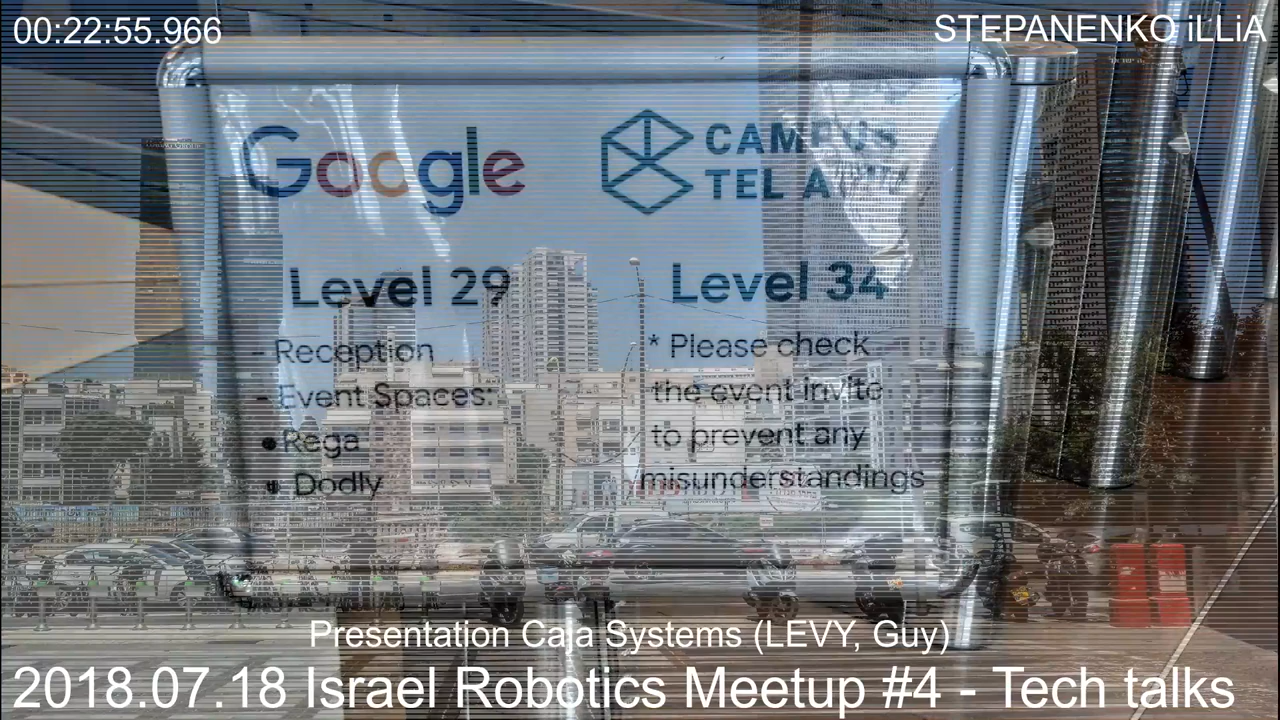 00:22:55.966
STEPANENKO iLLiA
Google
CAMPUS
TEL A
Level 29
Level 34
- Reception
* Please check
- Event Spaces:
the event invite
• Rega
to prevent any
• Dodly
misunderstandings
Presentation Caja Systems (LEVY, Guy)
2018.07.18 Israel Robotics Meetup #4 - Tech talks